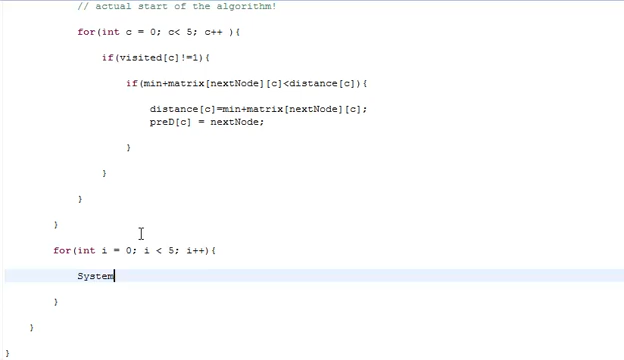 // actual start of the algorithm!
for(int c = 0; c< 5; c++ ){
if(visited[c]!=1){
if(min+matrix[nextNode][c]<distance[c]){
distance[c]=min+matrix[nextNode][c];
preD[c] = nextNode;
}
}
}
}
for(int i = 0; i < 5; i++){
System
}
}
}